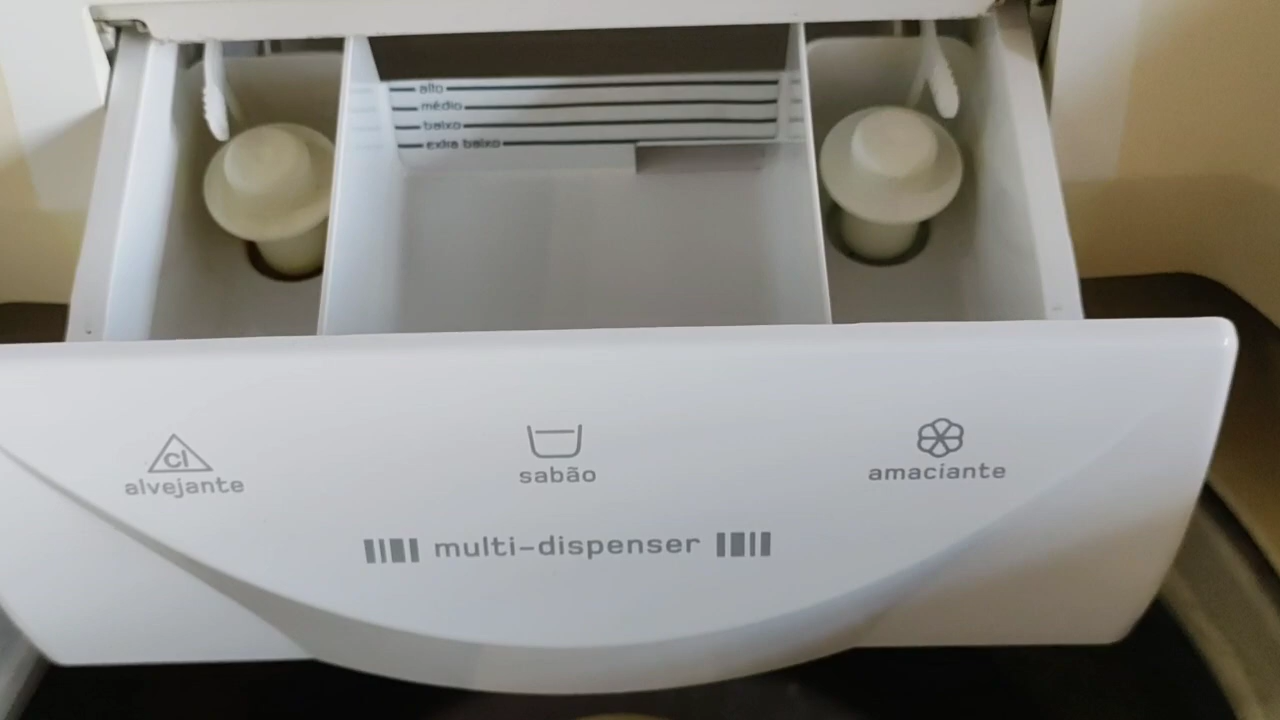 alto
médio
baixo
extra baixo
cl
alvejante
sabão
amaciante
multi-dispenser